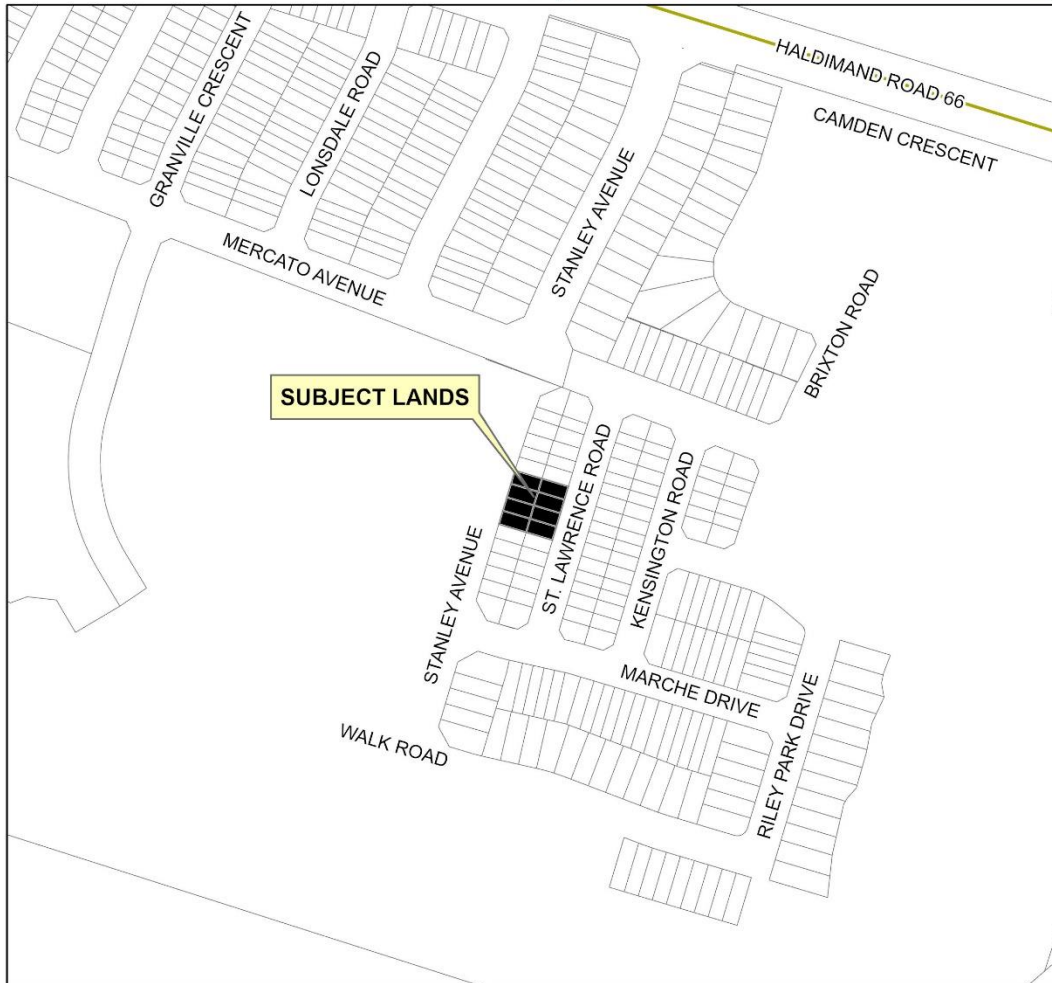 HALDIMAND ROAD 66
CAMDEN CRESCENT
GRANVILLE CRESCENT
LONSDALE ROAD
STANLEY AVENUE
MERCATO AVENUE
BRIXTON ROAD
SUBJECT LANDS
ST. LAWRENCE ROAD
KENSINGTON ROAD
STANLEY AVENUE
MARCHE DRIVE
RILEY PARK DRIVE
WALK ROAD